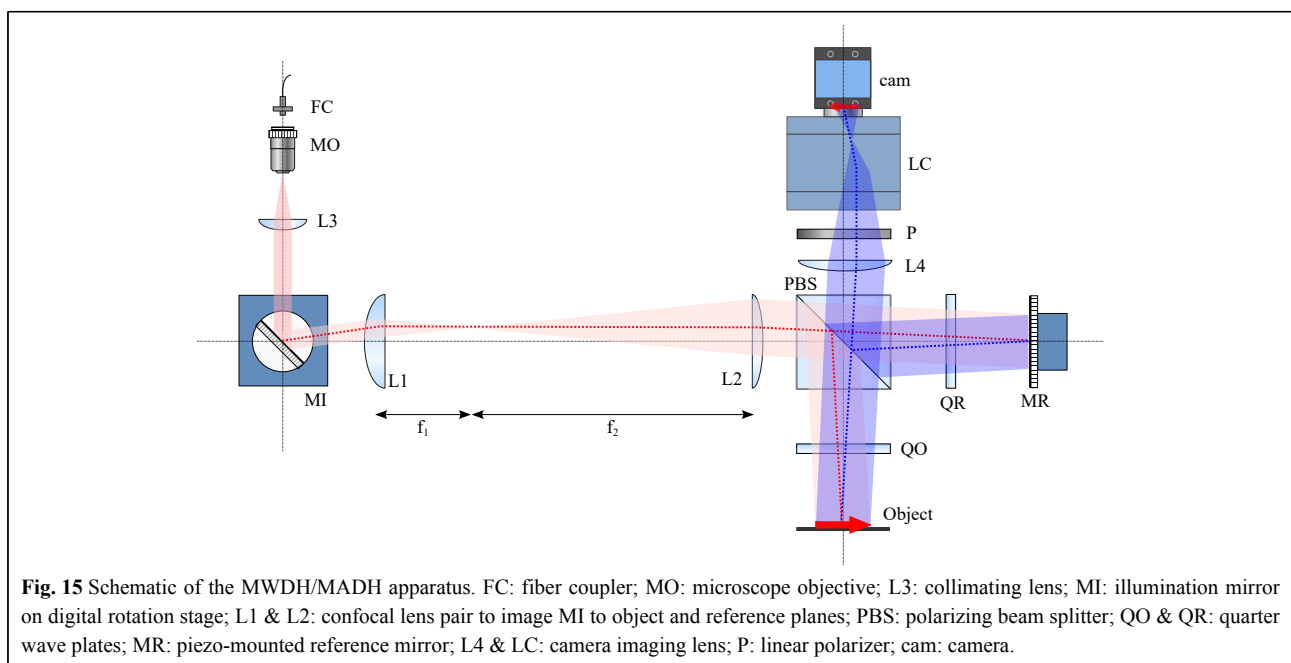 cam
FC
MO
LC
L3
P
L4
PBS
MI
L1
L2
QR
MR
f₁
f₂
QO
Object
Fig. 15 Schematic of the MWDH/MADH apparatus. FC: fiber coupler; MO: microscope objective; L3: collimating lens; MI: illumination mirror
on digital rotation stage; L1 & L2: confocal lens pair to image MI to object and reference planes; PBS: polarizing beam splitter; QO & QR: quarter
wave plates; MR: piezo-mounted reference mirror; L4 & LC: camera imaging lens; P: linear polarizer; cam: camera.